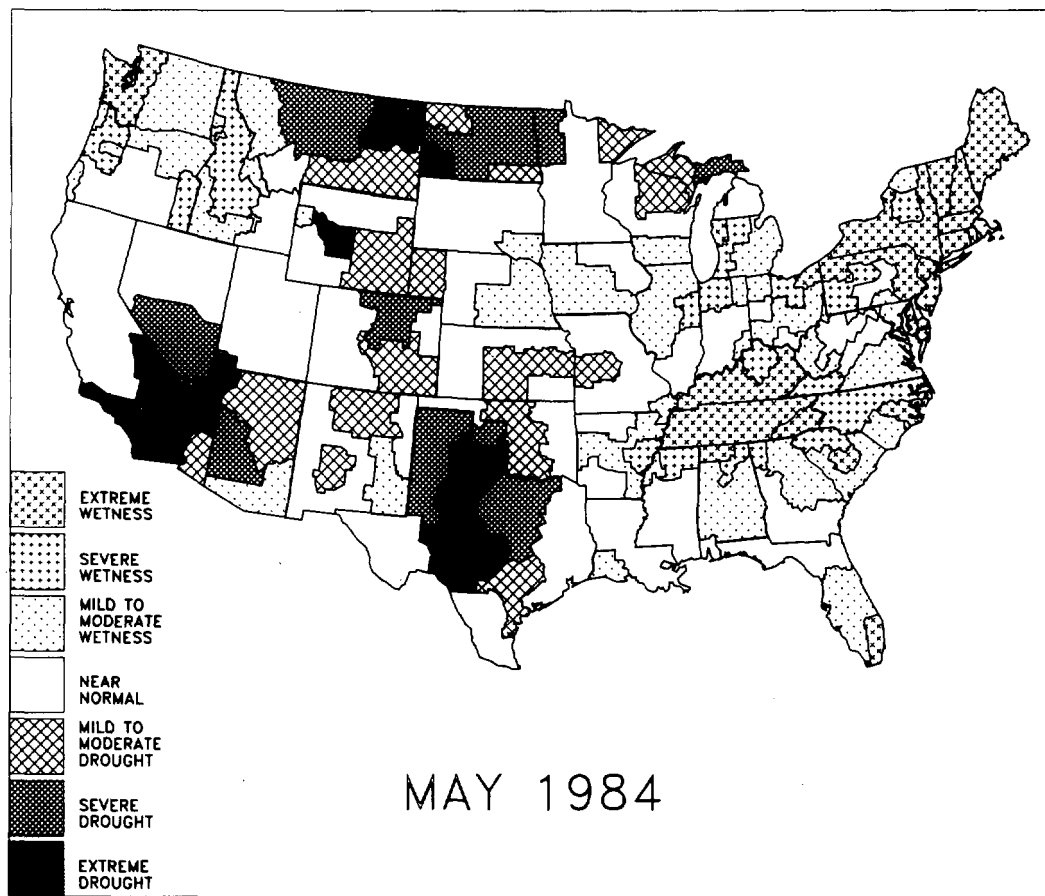 EXTREME
WETNESS
SEVERE
WETNESS
MILD TO
MODERATE
WETNESS
NEAR
NORMAL
MILD TO
MODERATE
DROUGHT
SEVERE
DROUGHT
EXTREME
DROUGHT
MAY 1984